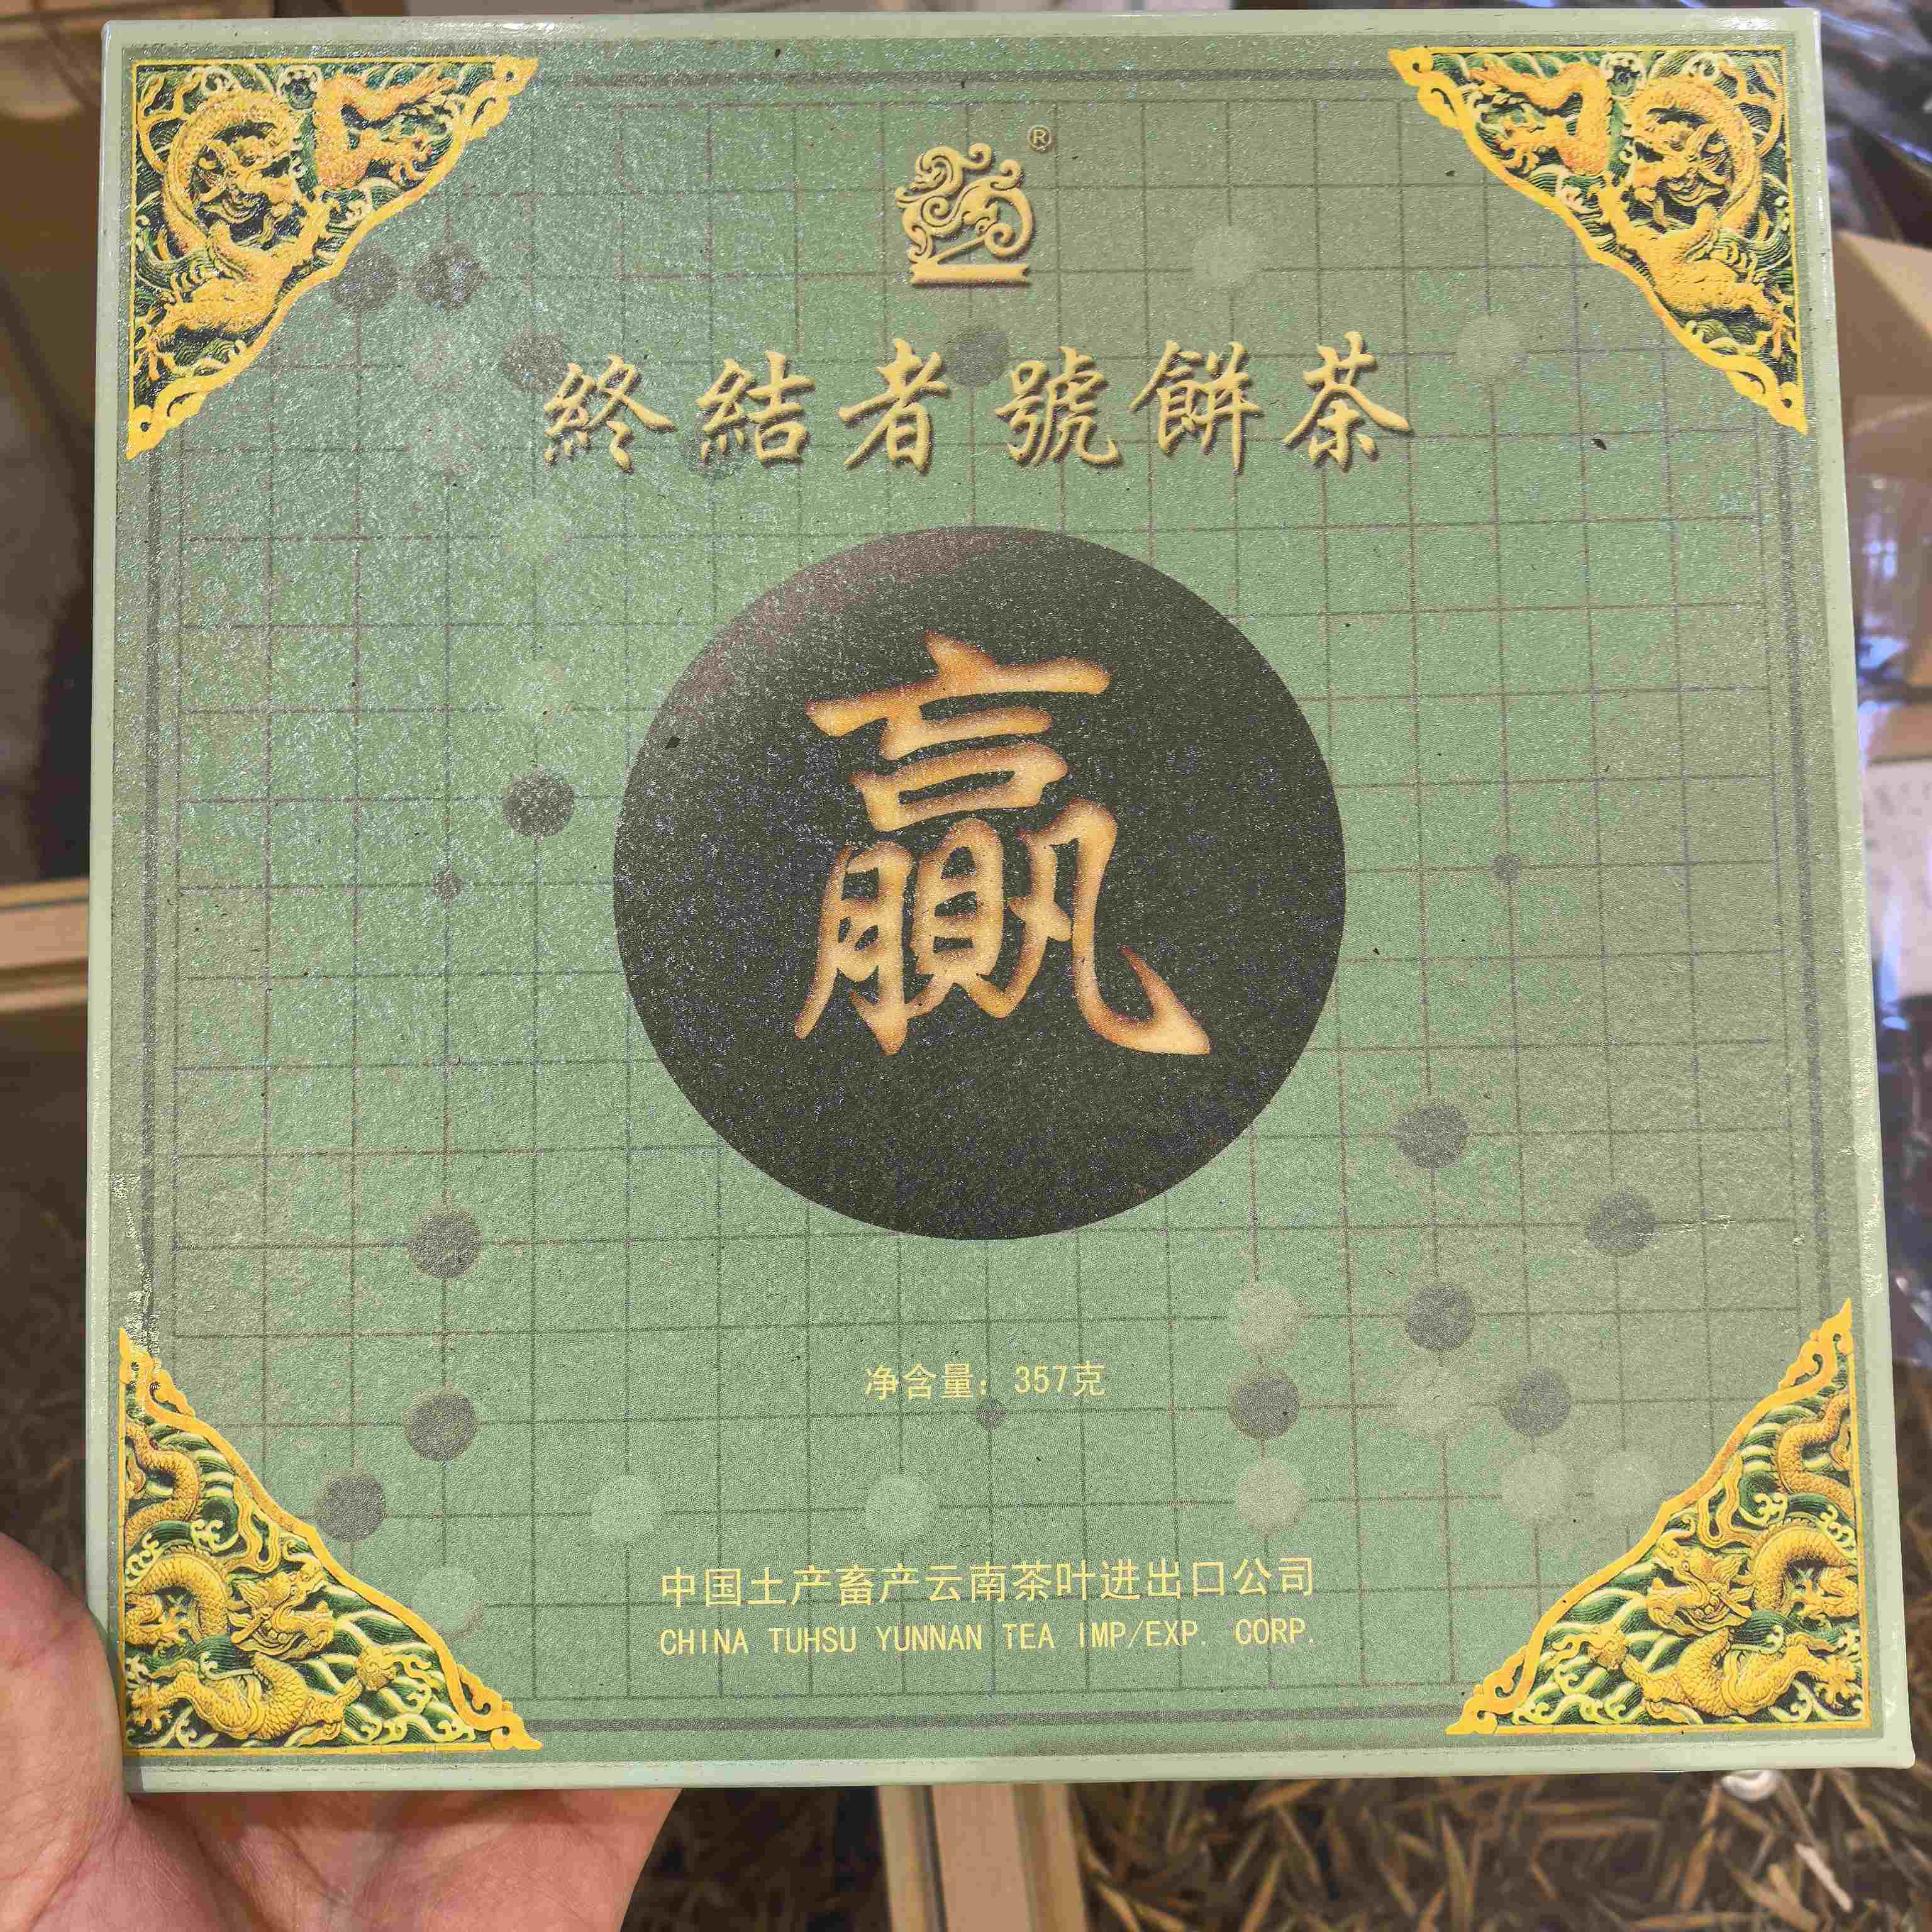 ®
終結者號餅茶
贏
净含量：357克
中国土产畜产云南茶叶进出口公司
CHINA TUHSU YUNNAN TEA IMP/EXP. CORP.